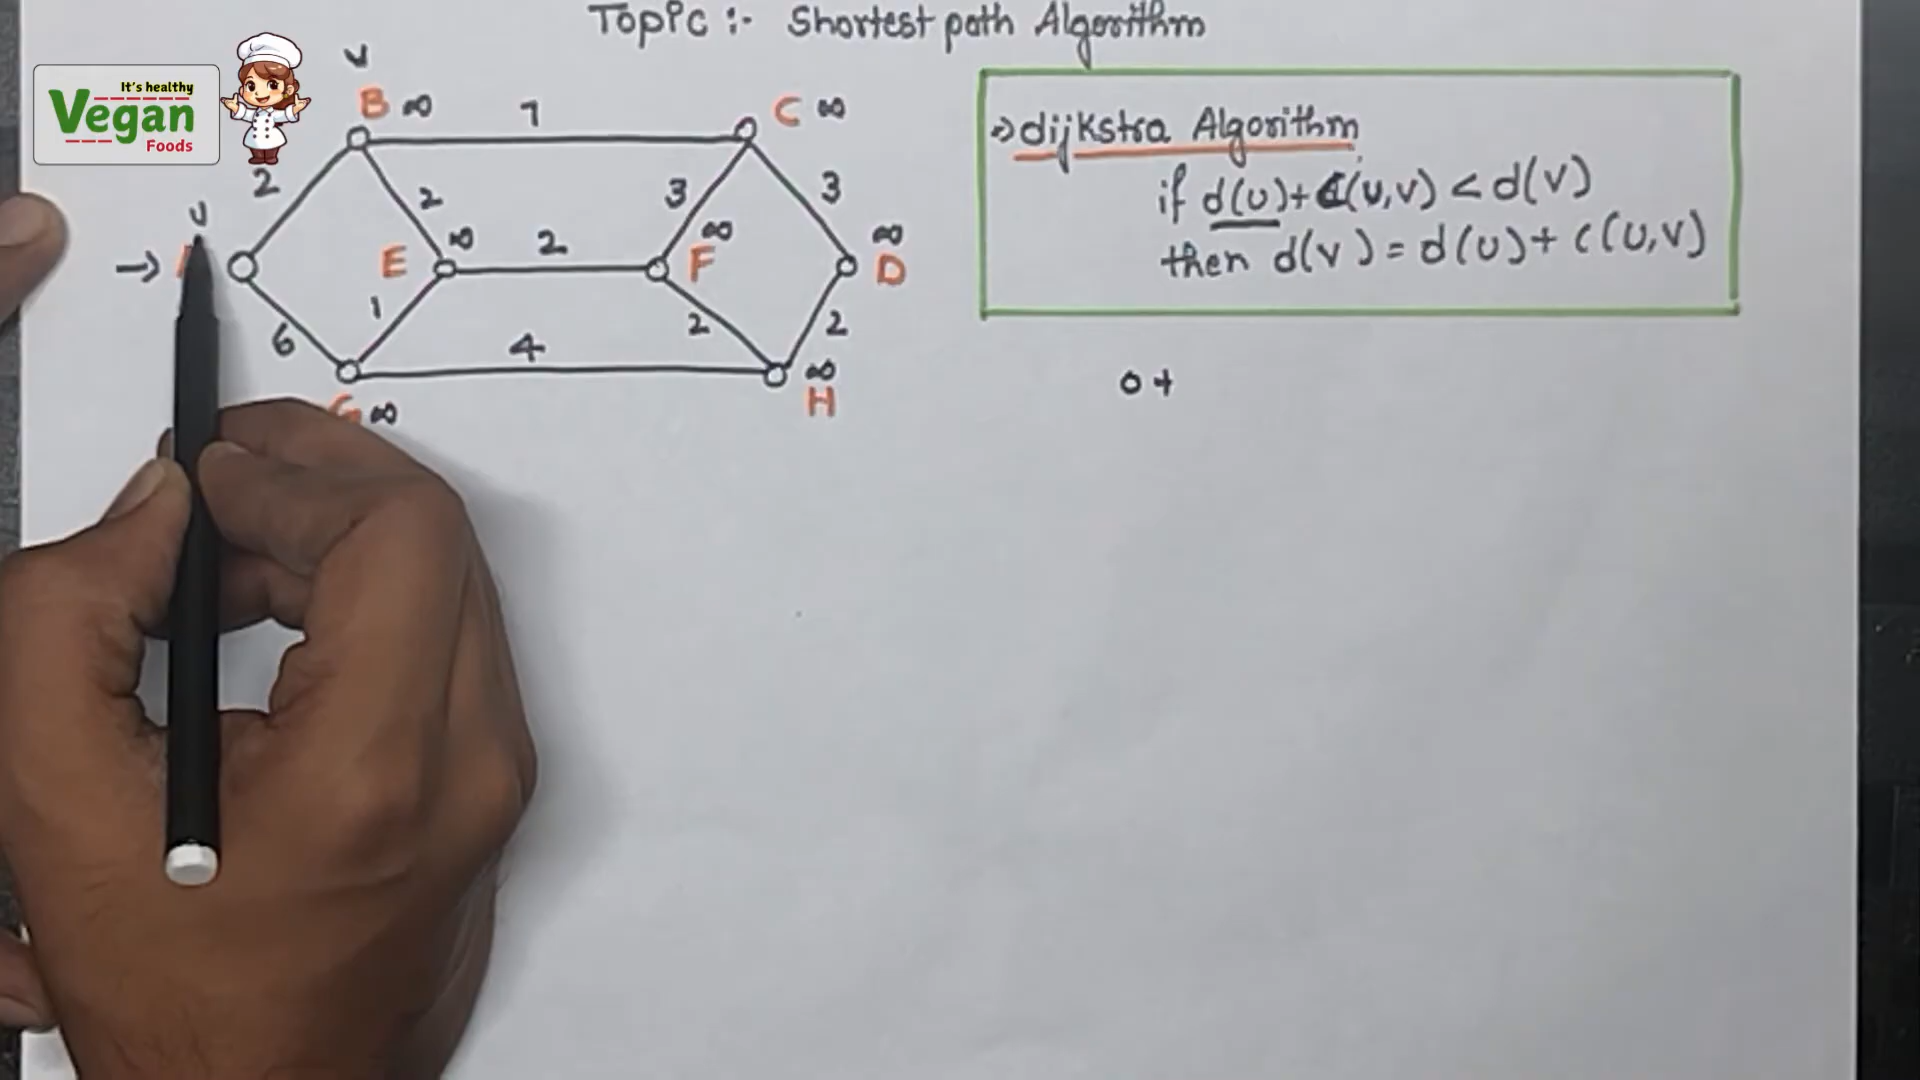 Topic :- Shortest path Algorithm
It's healthy
Vegan
Foods
V
B ∞
7
C ∞
⇒ dijkstra Algorithm
if d(u)+c(u,v) < d(v)
then d(v) = d(u) + c(u,v)
2
2
3
3
U
→
E ∞
2
F ∞
D ∞
6
1
4
2
2
G ∞
H ∞
0 +